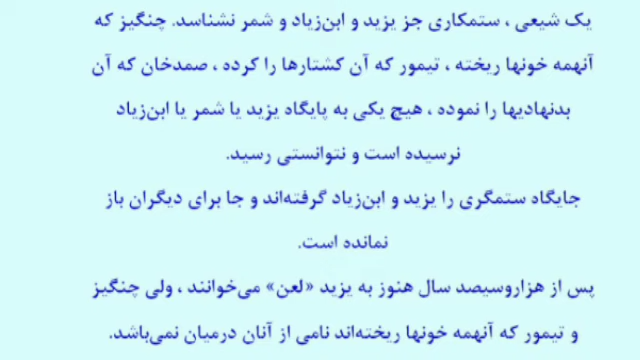 یک شیعی ، ستمکاری جز یزید و ابن‌زیاد و شمر نشناسد. چنگیز که
آنهمه خونها ریخته ، تیمور که آن کشتارها را کرده ، صمدخان که آن
بدنهادیها را نموده ، هیچ یکی به پایگاه یزید یا شمر یا ابن‌زیاد
نرسیده است و نتوانستی رسید.
جایگاه ستمگری را یزید و ابن‌زیاد گرفته‌اند و جا برای دیگران باز
نمانده است.
پس از هزاروسیصد سال هنوز به یزید «لعن» می‌خوانند ، ولی چنگیز
و تیمور که آنهمه خونها ریخته‌اند نامی از آنان درمیان نمی‌باشد.